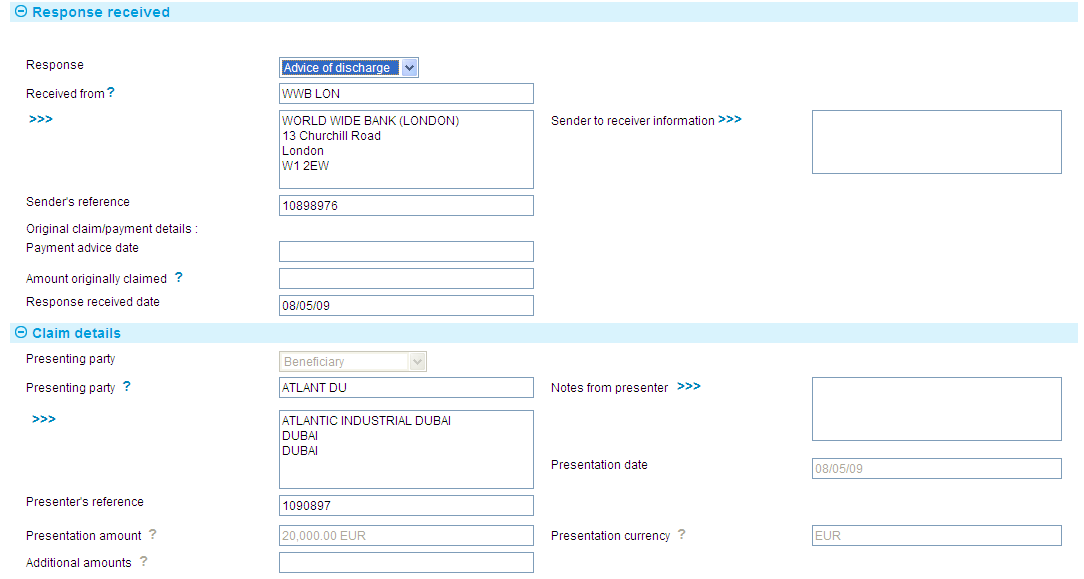 Response received
Response Advice of discharge
Received from? WWB LON
>>> WORLD WIDE BANK (LONDON) Sender to receiver information >>>
13 Churchill Road
London
W1 2EW
Sender's reference 10898976
Original claim/payment details :
Payment advice date
Amount originally claimed ?
Response received date 08/05/09
Claim details
Presenting party Beneficiary
Presenting party ? ATLANT DU Notes from presenter >>>
>>> ATLANTIC INDUSTRIAL DUBAI
DUBAI
DUBAI
Presentation date 08/05/09
Presenter's reference 1090897
Presentation amount ? 20,000.00 EUR Presentation currency ? EUR
Additional amounts ?